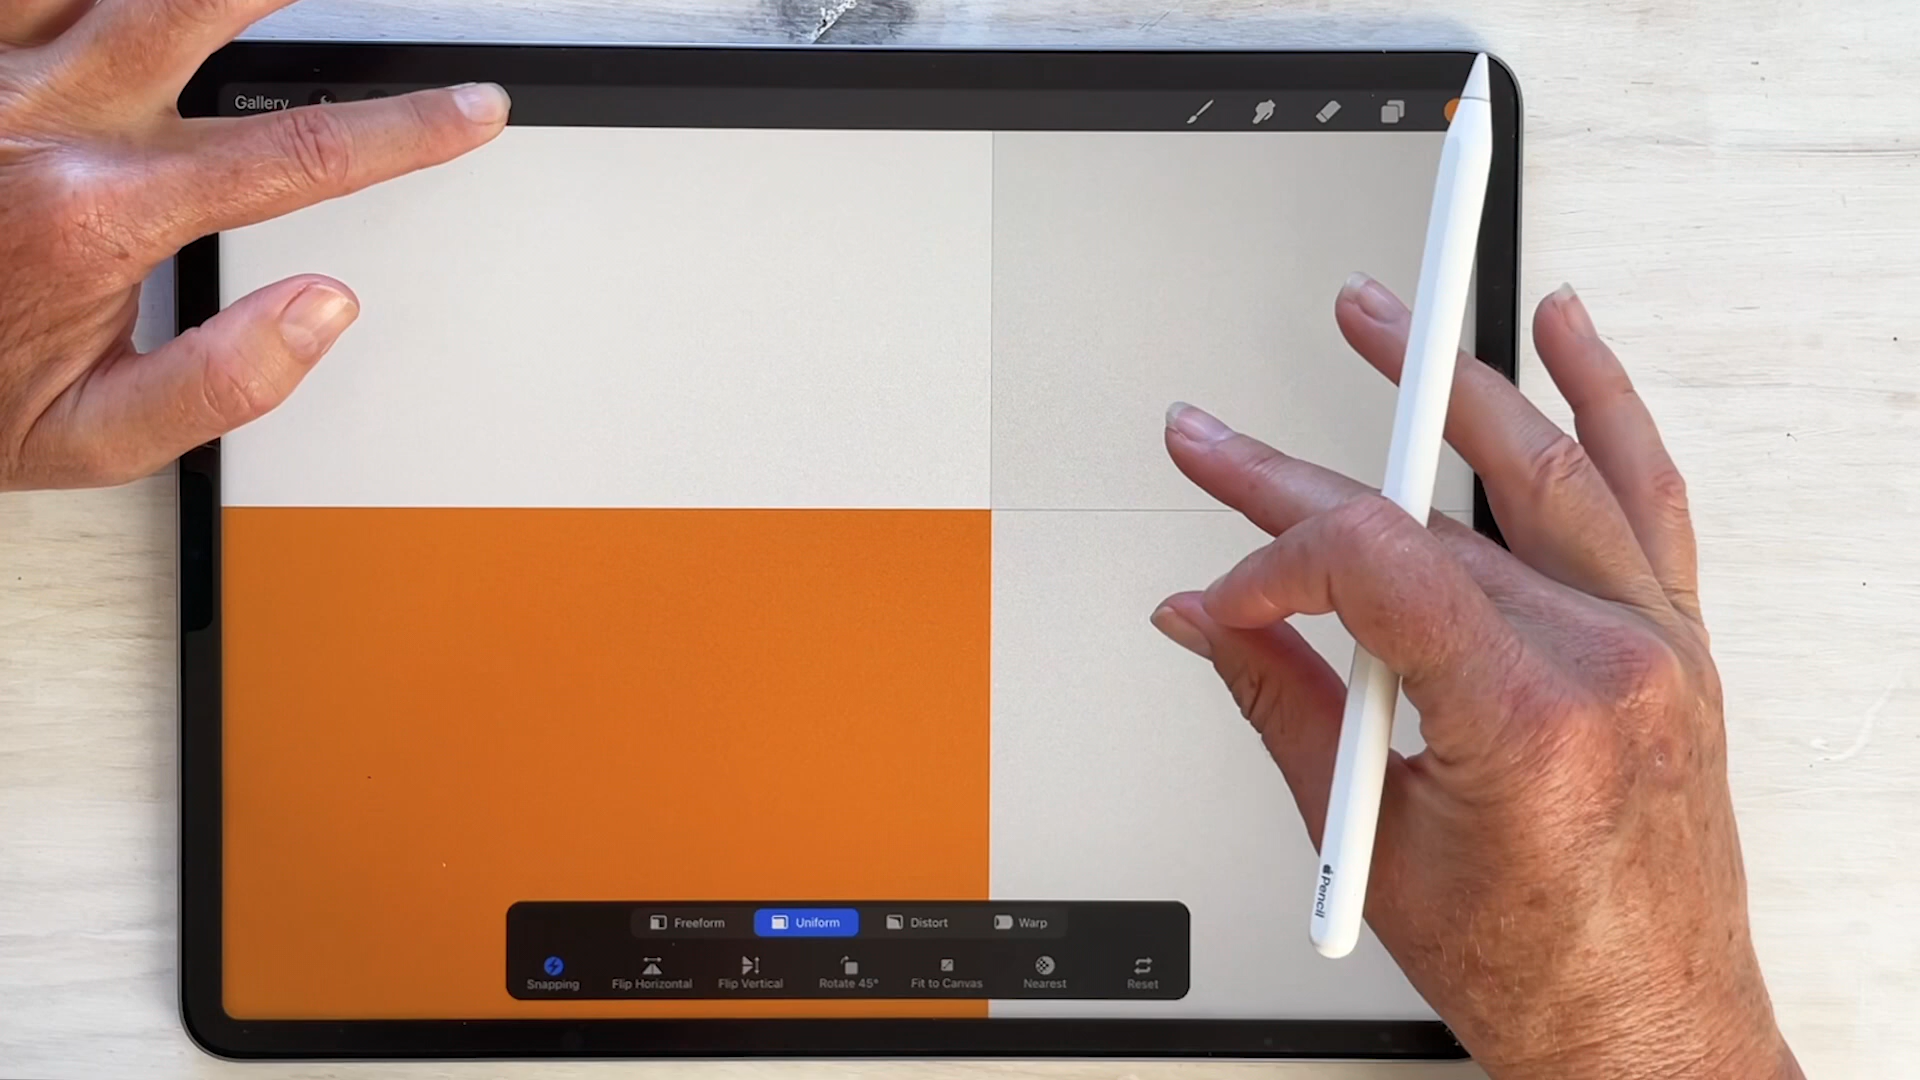 Gallery
Freeform Uniform Distort Warp
Snapping Flip Horizontal Flip Vertical Rotate 45° Fit to Canvas Nearest Reset
Pencil